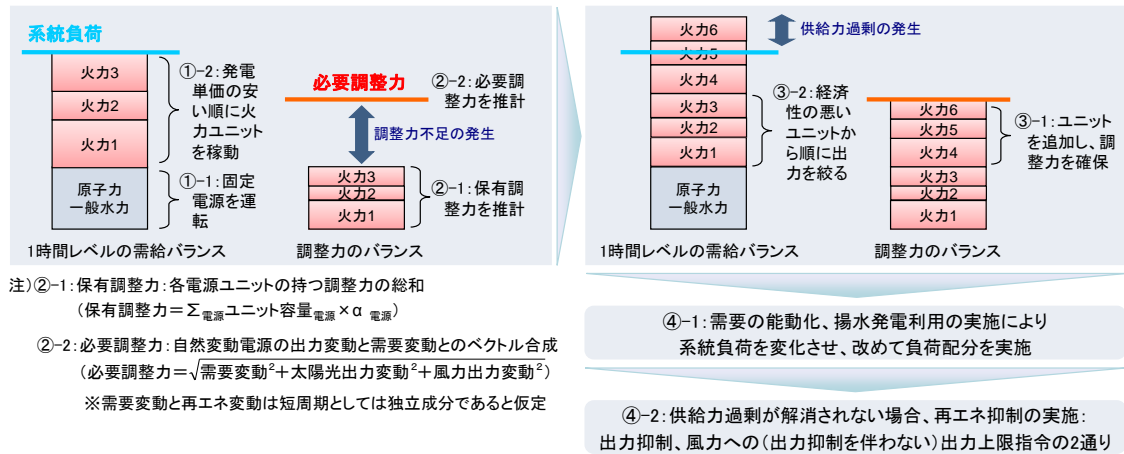 系統負荷
火力3
火力2
火力1
原子力
一般水力
①-2:発電
単価の安
い順に火
力ユニット
を稼動
①-1:固定
電源を運
転
1時間レベルの需給バランス
必要調整力
調整力不足の発生
火力3
火力2
火力1
②-2:必要調
整力を推計
②-1:保有調
整力を推計
調整力のバランス
火力6
火力5
火力4
火力3
火力2
火力1
原子力
一般水力
供給力過剰の発生
③-2:経済
性の悪い
ユニットか
ら順に出
力を絞る
1時間レベルの需給バランス
火力6
火力5
火力4
火力3
火力2
火力1
③-1:ユニット
を追加し、調
整力を確保
調整力のバランス
注)②-1:保有調整力:各電源ユニットの持つ調整力の総和
(保有調整力=Σ電源ユニット容量電源×α 電源)
②-2:必要調整力:自然変動電源の出力変動と需要変動とのベクトル合成
(必要調整力=√需要変動²+太陽光出力変動²+風力出力変動²)
※需要変動と再エネ変動は短周期としては独立成分であると仮定
④-1:需要の能動化、揚水発電利用の実施により
系統負荷を変化させ、改めて負荷配分を実施
④-2:供給力過剰が解消されない場合、再エネ抑制の実施:
出力抑制、風力への(出力抑制を伴わない)出力上限指令の2通り